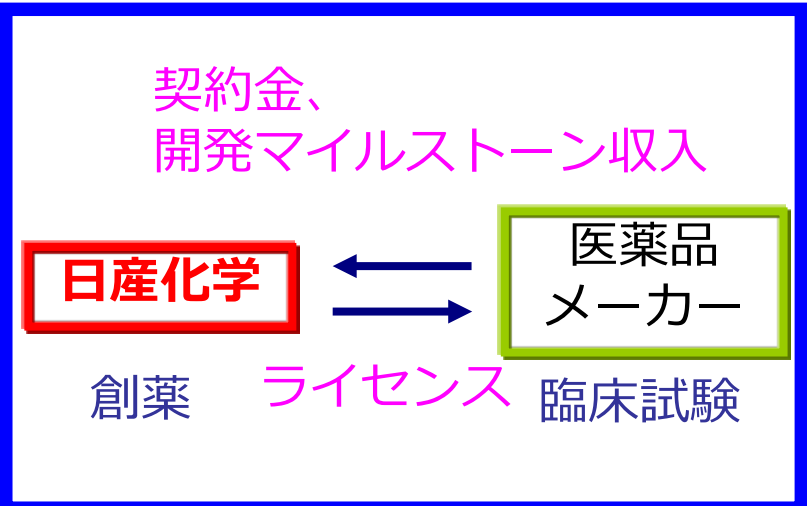 契約金、
開発マイルストーン収入
日産化学
医薬品
メーカー
創薬
ライセンス
臨床試験